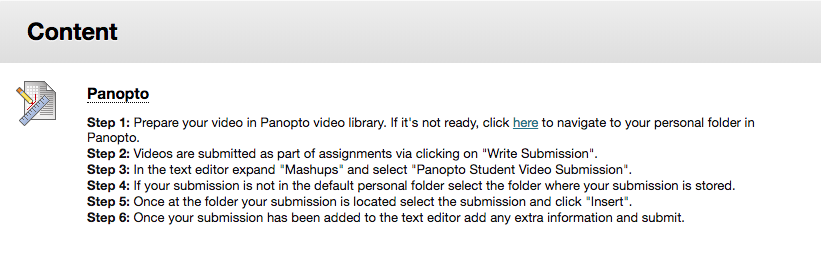 Content
Panopto
Step 1: Prepare your video in Panopto video library. If it's not ready, click here to navigate to your personal folder in
Panopto.
Step 2: Videos are submitted as part of assignments via clicking on "Write Submission".
Step 3: In the text editor expand "Mashups" and select "Panopto Student Video Submission".
Step 4: If your submission is not in the default personal folder select the folder where your submission is stored.
Step 5: Once at the folder your submission is located select the submission and click "Insert".
Step 6: Once your submission has been added to the text editor add any extra information and submit.